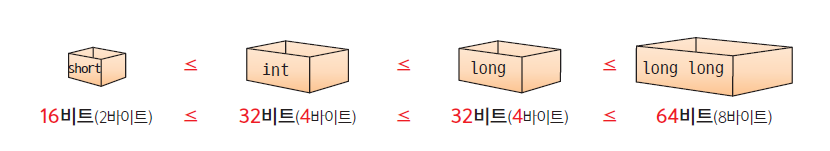 short ≤ int ≤ long ≤ long long
16비트(2바이트) ≤ 32비트(4바이트) ≤ 32비트(4바이트) ≤ 64비트(8바이트)